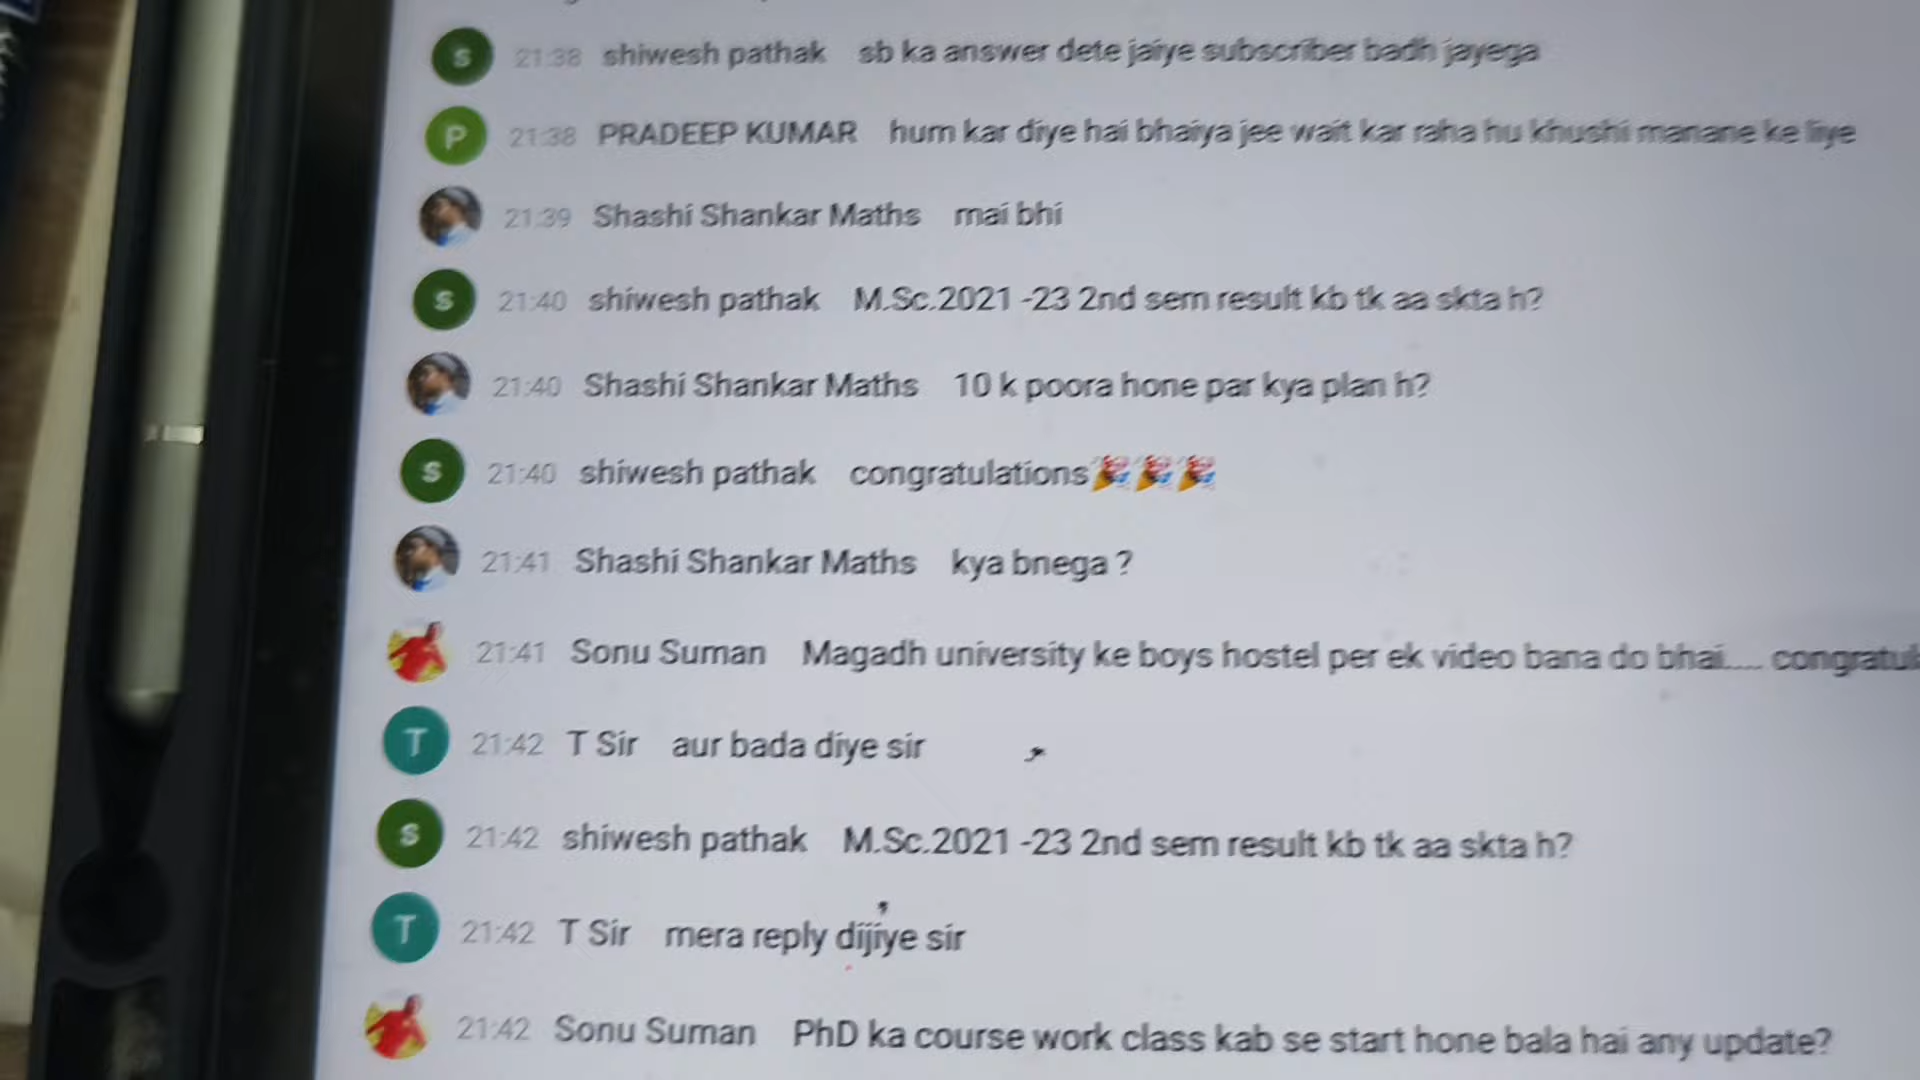 S 21:38 shiwesh pathak sb ka answer dete jaiye subscriber badh jayega
P 21:38 PRADEEP KUMAR hum kar diye hai bhaiya jee wait kar raha hu khushi manane ke liye
21:39 Shashi Shankar Maths mai bhi
S 21:40 shiwesh pathak M.Sc.2021 -23 2nd sem result kb tk aa skta h?
21:40 Shashi Shankar Maths 10 k poora hone par kya plan h?
S 21:40 shiwesh pathak congratulations🎉🎉🎉
21:41 Shashi Shankar Maths kya bnega ?
21:41 Sonu Suman Magadh university ke boys hostel per ek video bana do bhai..... congratul
T 21:42 T Sir aur bada diye sir
S 21:42 shiwesh pathak M.Sc.2021 -23 2nd sem result kb tk aa skta h?
T 21:42 T Sir mera reply dijiye sir
21:42 Sonu Suman PhD ka course work class kab se start hone bala hai any update?